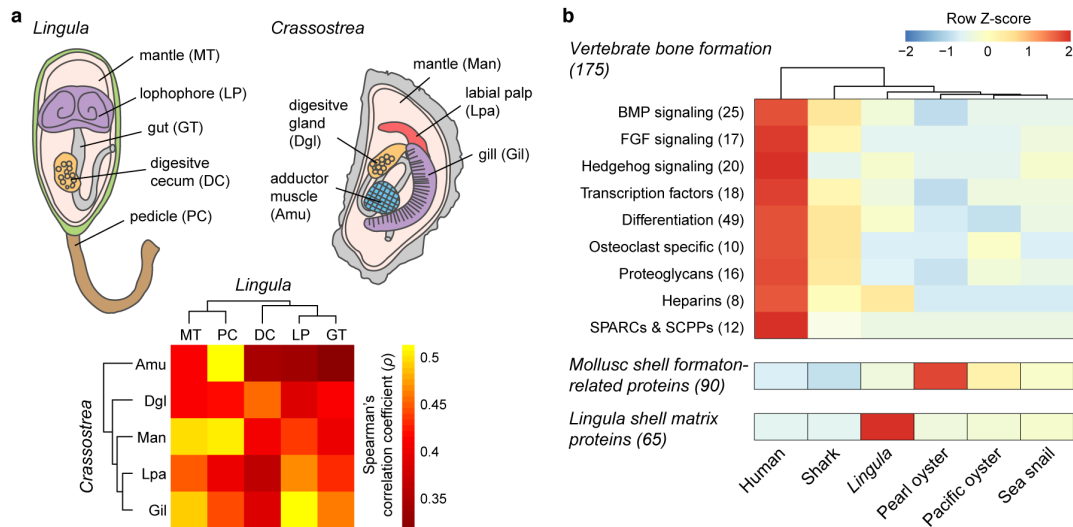 a
Lingula
mantle (MT)
lophophore (LP)
gut (GT)
digesitve
cecum (DC)
pedicle (PC)
Crassostrea
mantle (Man)
labial palp
(Lpa)
digesitve
gland
(Dgl)
gill (Gil)
adductor
muscle
(Amu)
Lingula
MT PC DC LP GT
Crassostrea
Amu
Dgl
Man
Lpa
Gil
0.5
0.45
0.4
0.35
Spearman's
correlation coefficient (ρ)
b
Row Z-score
−2 −1 0 1 2
Vertebrate bone formation
(175)
BMP signaling (25)
FGF signaling (17)
Hedgehog signaling (20)
Transcription factors (18)
Differentiation (49)
Osteoclast specific (10)
Proteoglycans (16)
Heparins (8)
SPARCs & SCPPs (12)
Mollusc shell formaton-
related proteins (90)
Lingula shell matrix
proteins (65)
Human
Shark
Lingula
Pearl oyster
Pacific oyster
Sea snail